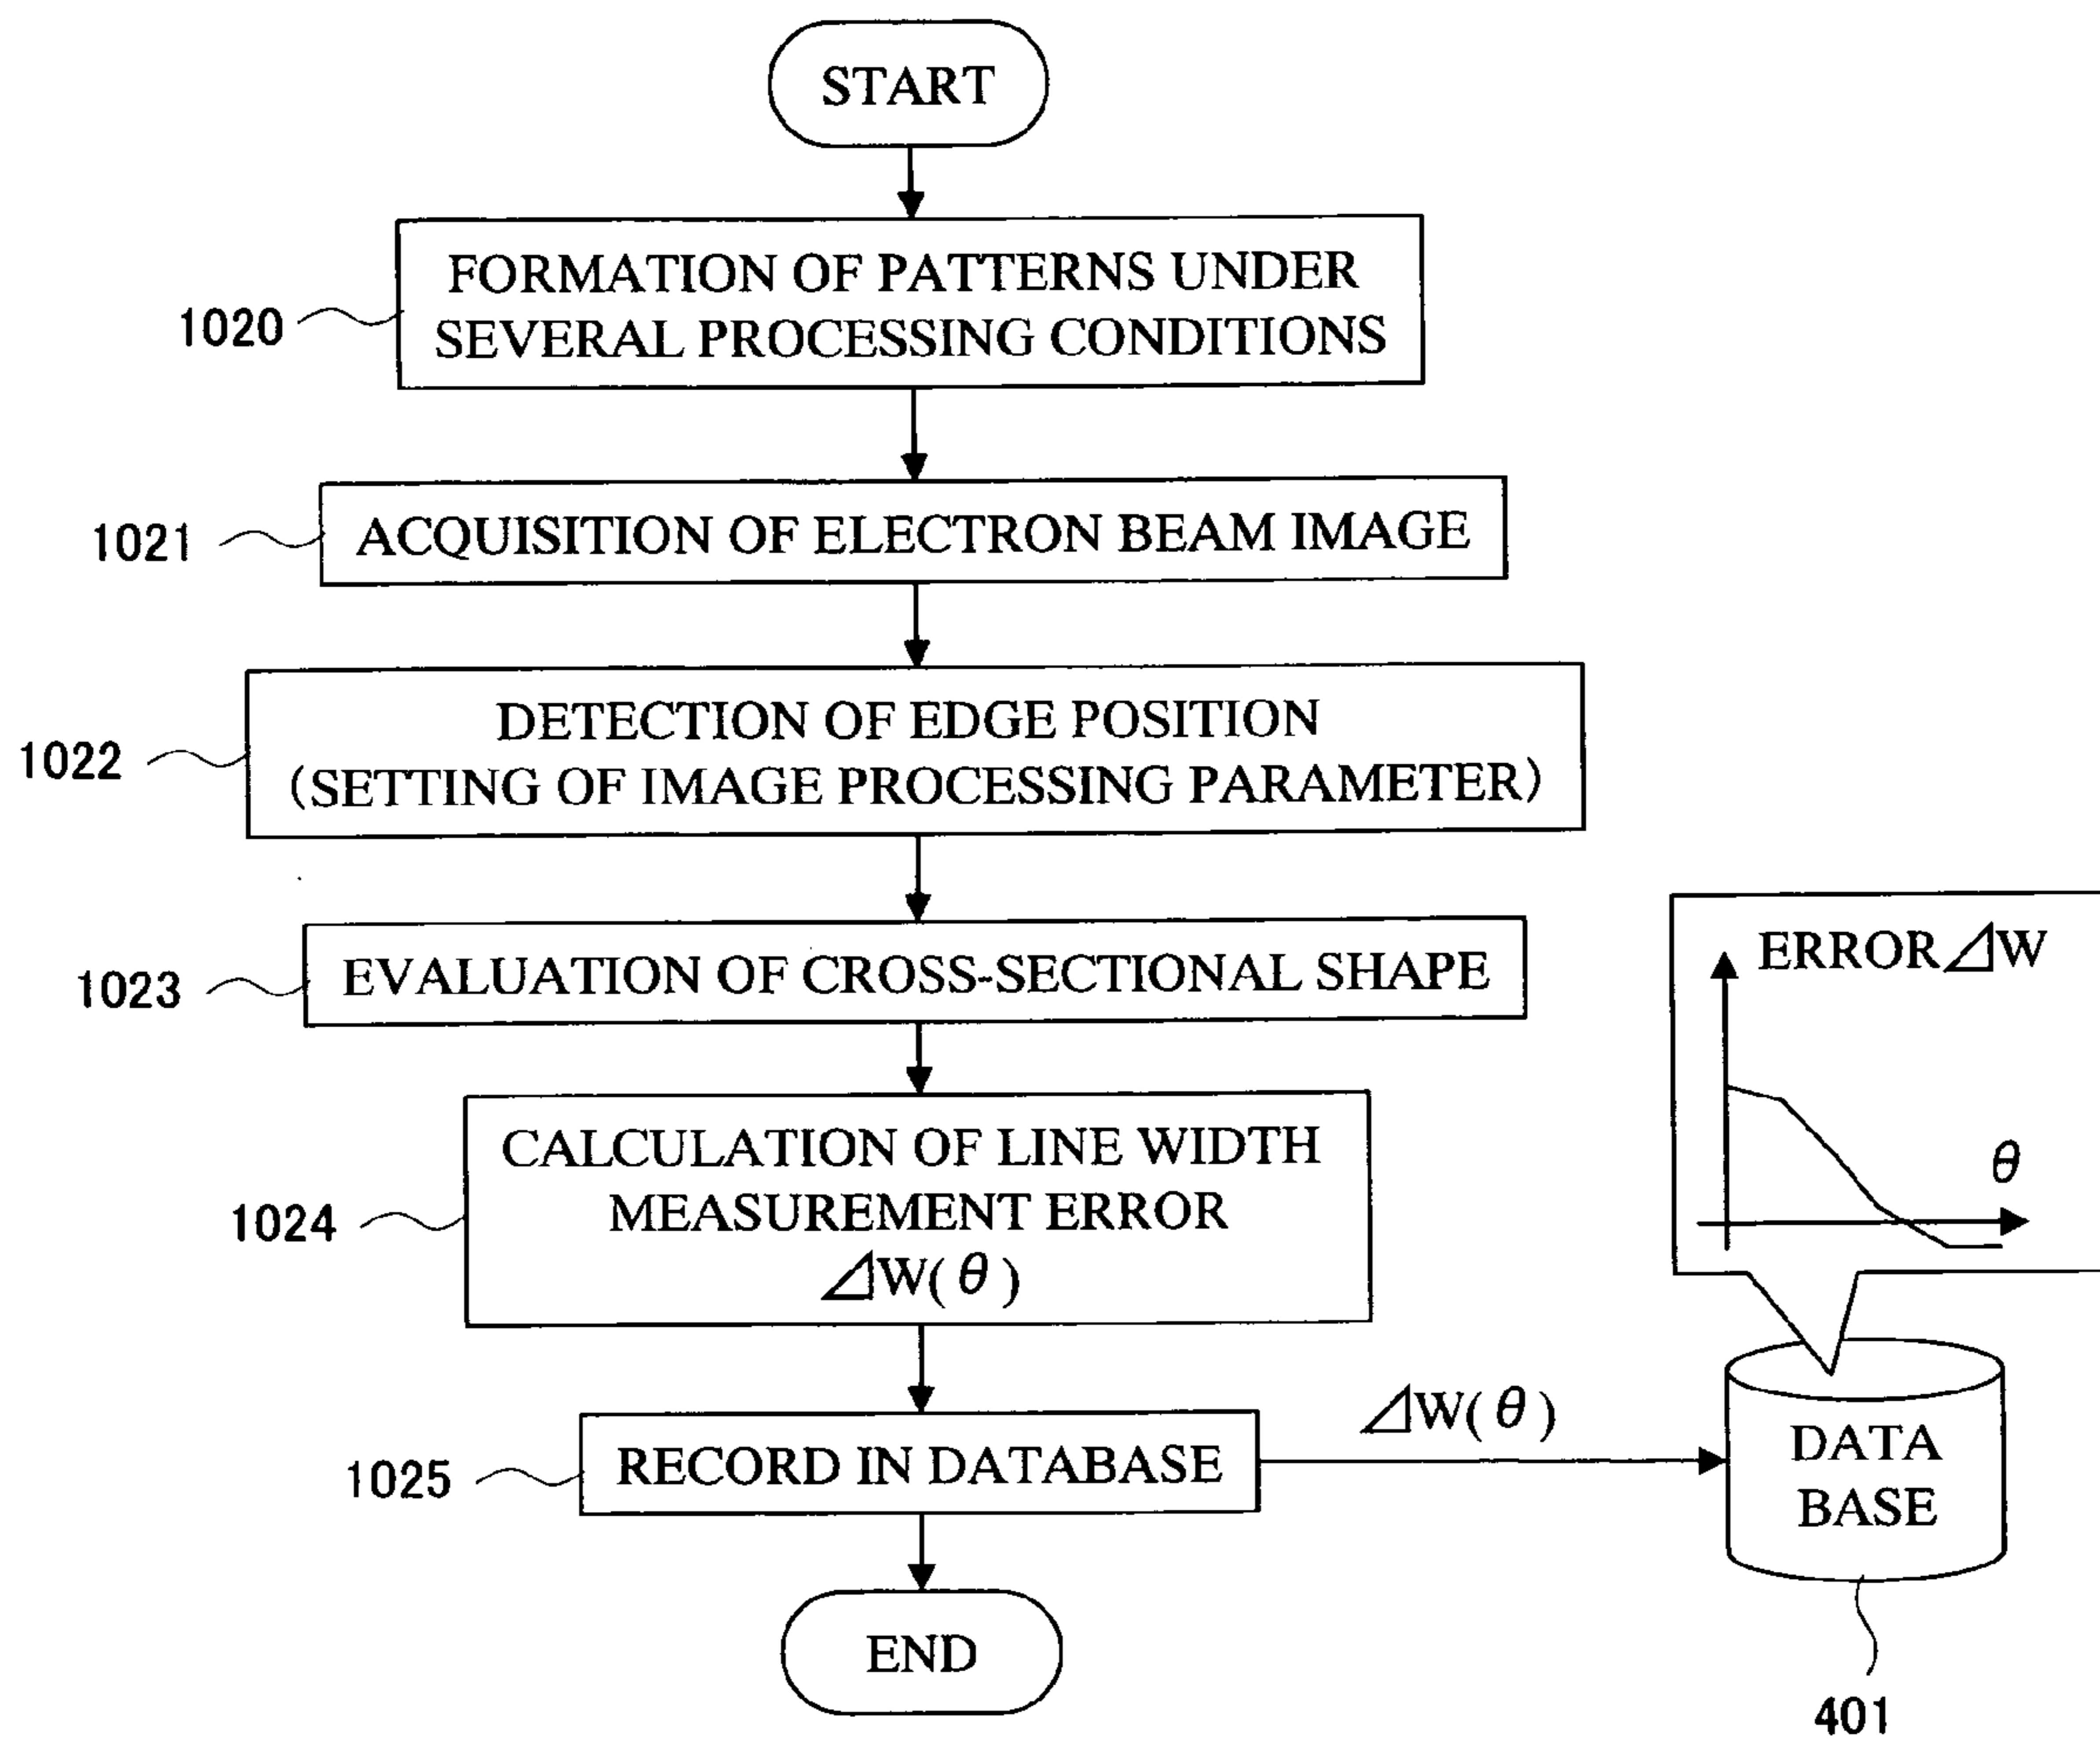 START
1020
FORMATION OF PATTERNS UNDER
SEVERAL PROCESSING CONDITIONS
1021
ACQUISITION OF ELECTRON BEAM IMAGE
1022
DETECTION OF EDGE POSITION
(SETTING OF IMAGE PROCESSING PARAMETER)
1023
EVALUATION OF CROSS-SECTIONAL SHAPE
1024
CALCULATION OF LINE WIDTH
MEASUREMENT ERROR
⊿W(θ)
1025
RECORD IN DATABASE
⊿W(θ)
END
ERROR⊿W
θ
DATA
BASE
401